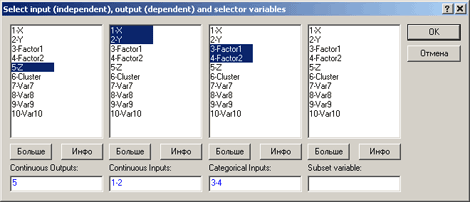 Select input (independent), output (dependent) and selector variables
1-X
2-Y
3-Factor1
4-Factor2
5-Z
6-Cluster
7-Var7
8-Var8
9-Var9
10-Var10
1-X
2-Y
3-Factor1
4-Factor2
5-Z
6-Cluster
7-Var7
8-Var8
9-Var9
10-Var10
1-X
2-Y
3-Factor1
4-Factor2
5-Z
6-Cluster
7-Var7
8-Var8
9-Var9
10-Var10
1-X
2-Y
3-Factor1
4-Factor2
5-Z
6-Cluster
7-Var7
8-Var8
9-Var9
10-Var10
OK
Отмена
Больше Инфо Больше Инфо Больше Инфо Больше Инфо
Continuous Outputs: Continuous Inputs: Categorical Inputs: Subset variable:
5 1-2 3-4